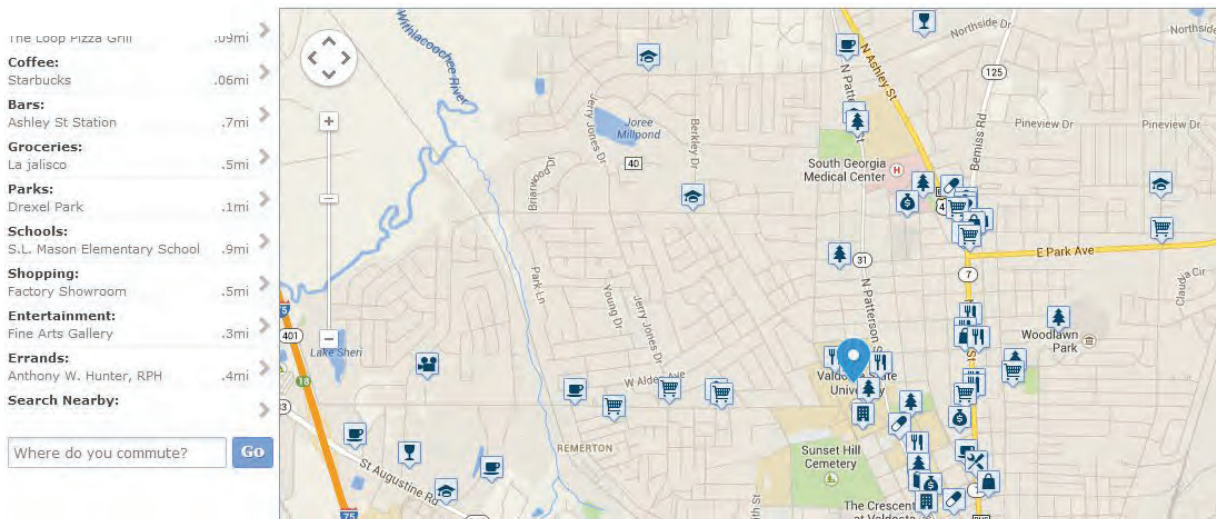 The Loop Pizza Grill .09mi
Coffee:
Starbucks .06mi
Bars:
Ashley St Station .7mi
Groceries:
La jalisco .5mi
Parks:
Drexel Park .1mi
Schools:
S.L. Mason Elementary School .9mi
Shopping:
Factory Showroom .5mi
Entertainment:
Fine Arts Gallery .3mi
Errands:
Anthony W. Hunter, RPH .4mi
Search Nearby:
Where do you commute? Go
Withlacoochee River
Northside Dr
Northside
N Ashley St
N Patterson St
125
Bemiss Rd
Pineview Dr
Pineview Dr
Jerry Jones Dr
Joree
Millpond
Berkley Dr
40
Briarwood Dr
South Georgia
Medical Center
H
31
E Park Ave
7
Claudia Cir
N Patterson S
Park Ln
Young Dr
Jerry Jones Dr
401
Lake Sheri
18
Woodlawn
Park
St
W Alden Ave
Valdosta State
University
REMERTON
Sunset Hill
Cemetery
St Augustine Rd
75
The Crescent
at Valdosta